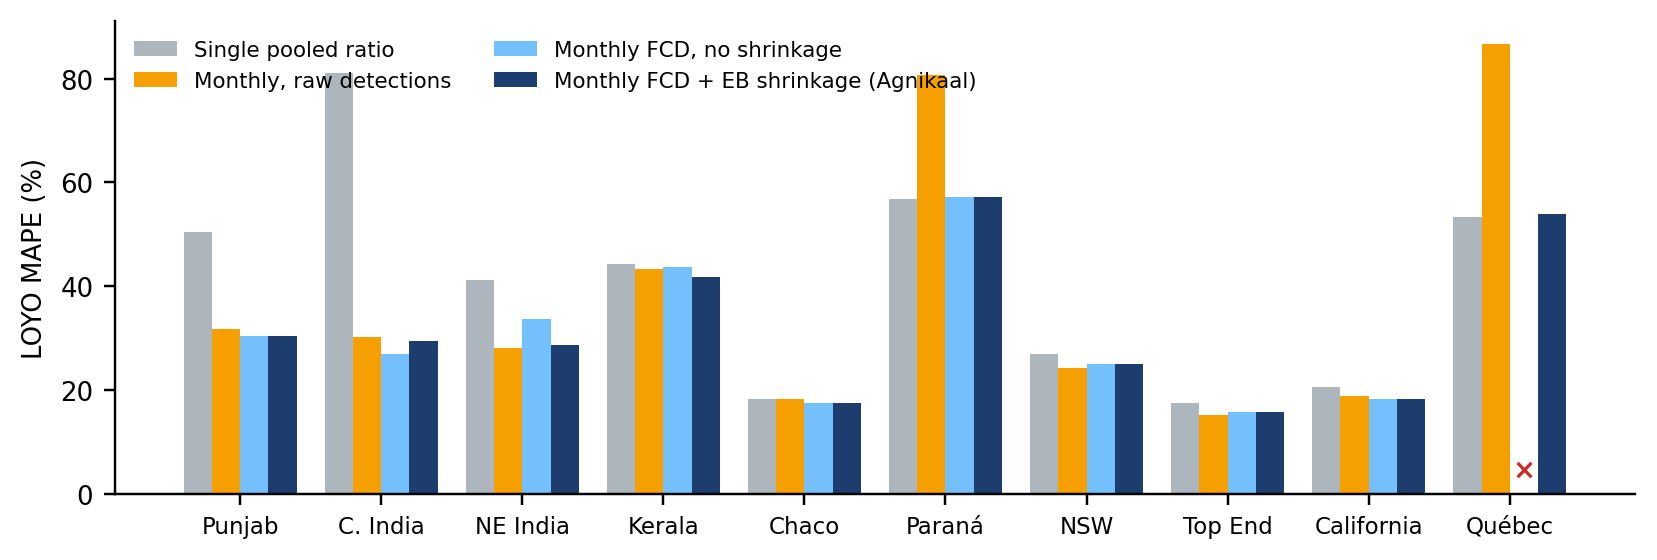 Single pooled ratio
Monthly, raw detections
Monthly FCD, no shrinkage
Monthly FCD + EB shrinkage (Agnikaal)
LOYO MAPE (%)
80
60
40
20
0
Punjab
C. India
NE India
Kerala
Chaco
Paraná
NSW
Top End
California
Québec